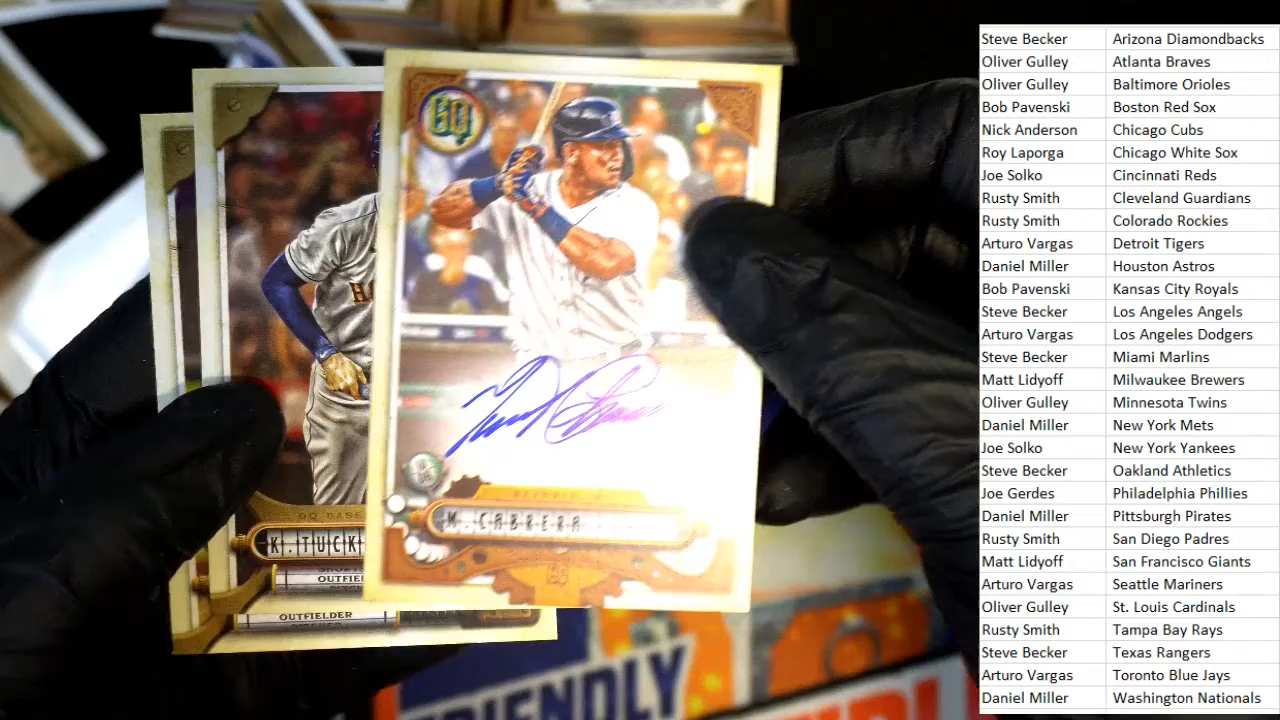 GQ
H
DETROIT
M. CABRERA
GQ BASE
K. TUCK
OUTFIE
OUTFIELDER
FRIENDLY
Steve Becker Arizona Diamondbacks
Oliver Gulley Atlanta Braves
Oliver Gulley Baltimore Orioles
Bob Pavenski Boston Red Sox
Nick Anderson Chicago Cubs
Roy Laporga Chicago White Sox
Joe Solko Cincinnati Reds
Rusty Smith Cleveland Guardians
Rusty Smith Colorado Rockies
Arturo Vargas Detroit Tigers
Daniel Miller Houston Astros
Bob Pavenski Kansas City Royals
Steve Becker Los Angeles Angels
Arturo Vargas Los Angeles Dodgers
Steve Becker Miami Marlins
Matt Lidyoff Milwaukee Brewers
Oliver Gulley Minnesota Twins
Daniel Miller New York Mets
Joe Solko New York Yankees
Steve Becker Oakland Athletics
Joe Gerdes Philadelphia Phillies
Daniel Miller Pittsburgh Pirates
Rusty Smith San Diego Padres
Matt Lidyoff San Francisco Giants
Arturo Vargas Seattle Mariners
Oliver Gulley St. Louis Cardinals
Rusty Smith Tampa Bay Rays
Steve Becker Texas Rangers
Arturo Vargas Toronto Blue Jays
Daniel Miller Washington Nationals